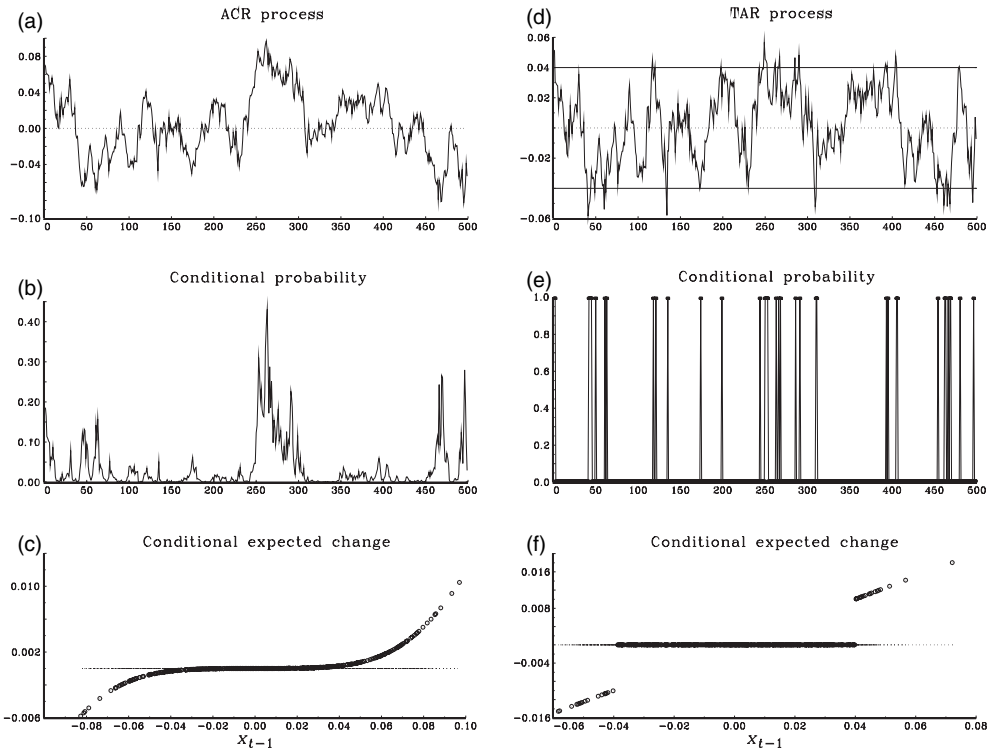 (a)
ACR process
0.08
0.04
0.00
−0.04
−0.10
0 50 100 150 200 250 300 350 400 450 500
(b)
Conditional probability
0.40
0.30
0.20
0.10
0.00
0 50 100 150 200 250 300 350 400 450 500
(c)
Conditional expected change
0.010
0.002
−0.006
−0.08 −0.06 −0.04 −0.02 0.00 0.02 0.04 0.06 0.08 0.10
Xt−1
(d)
TAR process
0.06
0.04
0.02
−0.02
−0.06
0 50 100 150 200 250 300 350 400 450 500
(e)
Conditional probability
1.0
0.8
0.6
0.4
0.2
0.0
0 50 100 150 200 250 300 350 400 450 500
(f)
Conditional expected change
0.016
0.008
−0.004
−0.016
−0.06 −0.04 −0.02 0.00 0.02 0.04 0.06 0.08
Xt−1